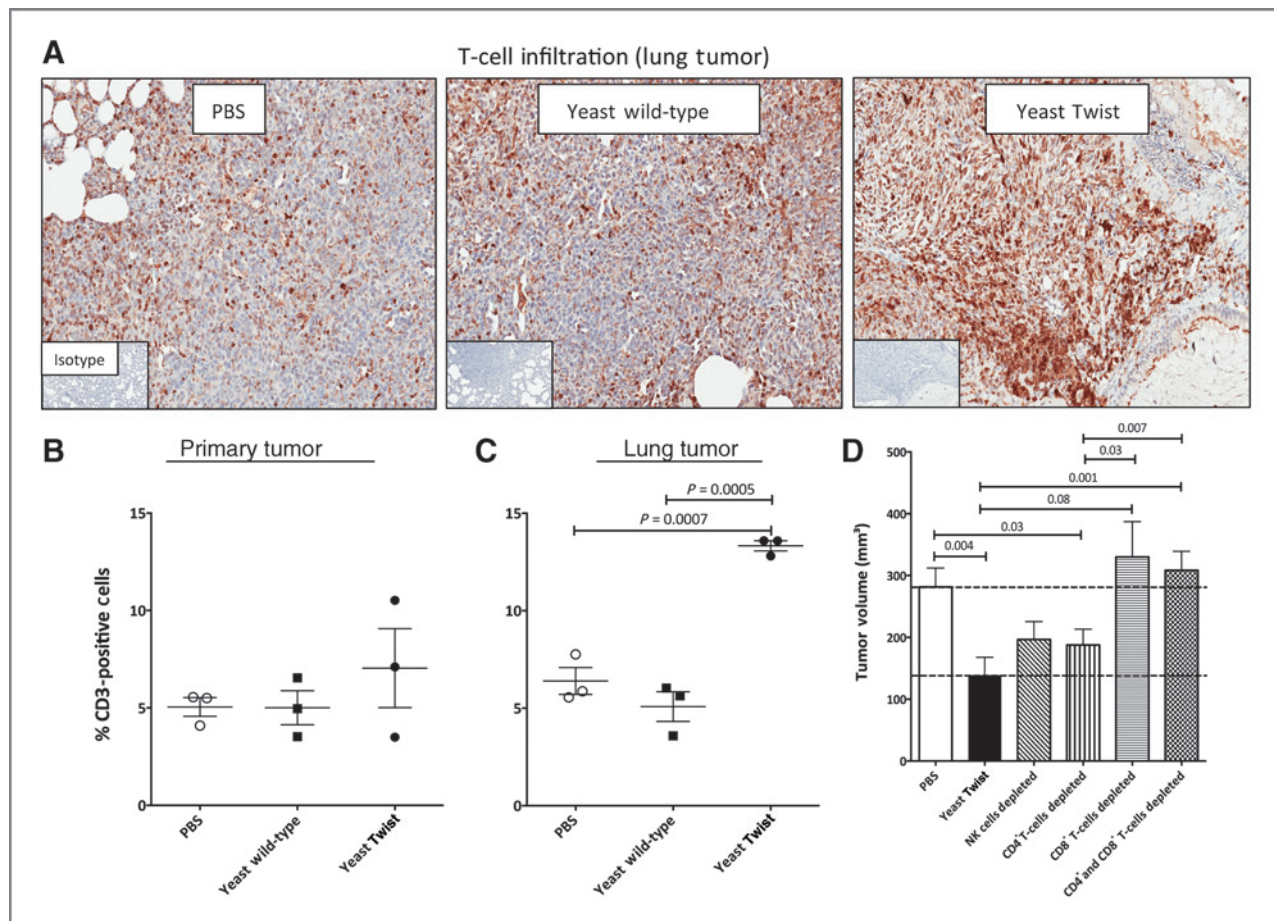 A
T-cell infiltration (lung tumor)
PBS
Yeast wild-type
Yeast Twist
Isotype
B
Primary tumor
% CD3-positive cells
15
10
5
0
PBS
Yeast wild-type
Yeast Twist
C
Lung tumor
P = 0.0005
P = 0.0007
15
10
5
0
PBS
Yeast wild-type
Yeast Twist
D
0.007
0.03
0.001
0.08
0.03
0.004
Tumor volume (mm³)
500
400
300
200
100
0
PBS
Yeast Twist
NK cells depleted
CD4⁺T-cells depleted
CD8⁺ T-cells depleted
CD4⁺ and CD8⁺ T-cells depleted